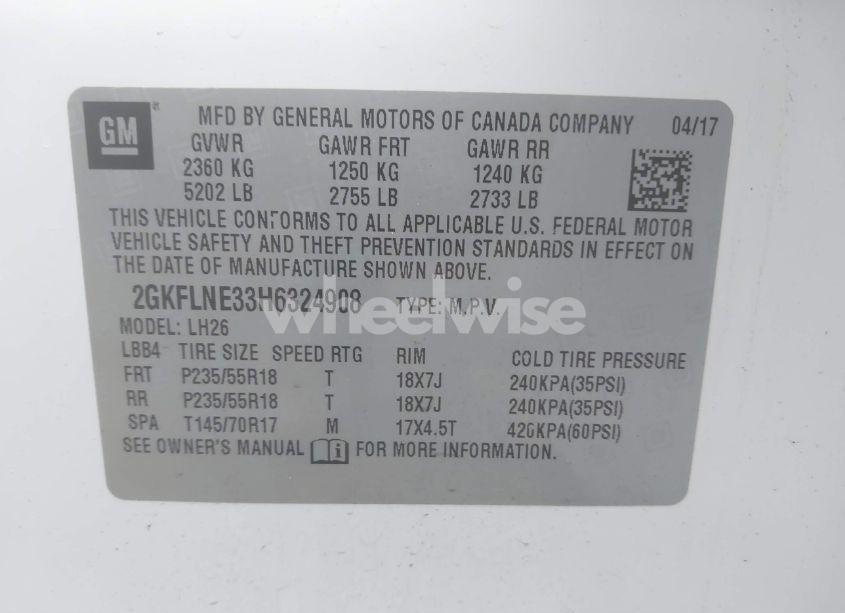 GM
MFD BY GENERAL MOTORS OF CANADA COMPANY 04/17
GVWR GAWR FRT GAWR RR
2360 KG 1250 KG 1240 KG
5202 LB 2755 LB 2733 LB
THIS VEHICLE CONFORMS TO ALL APPLICABLE U.S. FEDERAL MOTOR
VEHICLE SAFETY AND THEFT PREVENTION STANDARDS IN EFFECT ON
THE DATE OF MANUFACTURE SHOWN ABOVE.
2GKFLNE33H6324908 TYPE: M.P.V.
wheelwise
MODEL: LH26
LBB4 TIRE SIZE SPEED RTG RIM COLD TIRE PRESSURE
FRT P235/55R18 T 18X7J 240KPA(35PSI)
RR P235/55R18 T 18X7J 240KPA(35PSI)
SPA T145/70R17 M 17X4.5T 420KPA(60PSI)
SEE OWNER'S MANUAL FOR MORE INFORMATION.